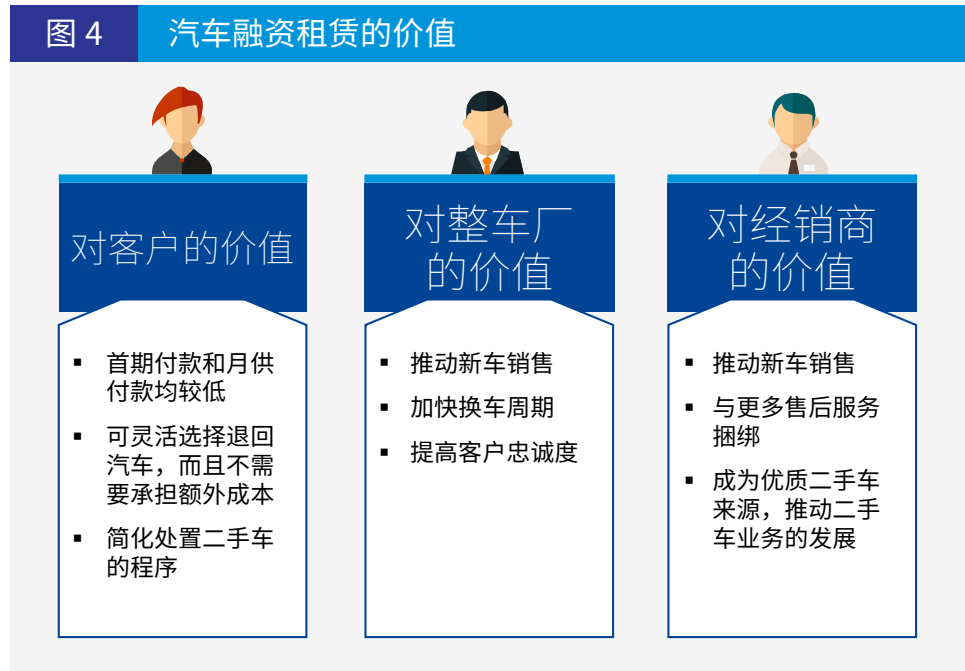 图 4
汽车融资租赁的价值
对客户的价值
▪ 首期付款和月供
付款均较低
▪ 可灵活选择退回
汽车，而且不需
要承担额外成本
▪ 简化处置二手车
的程序
对整车厂
的价值
▪ 推动新车销售
▪ 加快换车周期
▪ 提高客户忠诚度
对经销商
的价值
▪ 推动新车销售
▪ 与更多售后服务
捆绑
▪ 成为优质二手车
来源，推动二手
车业务的发展